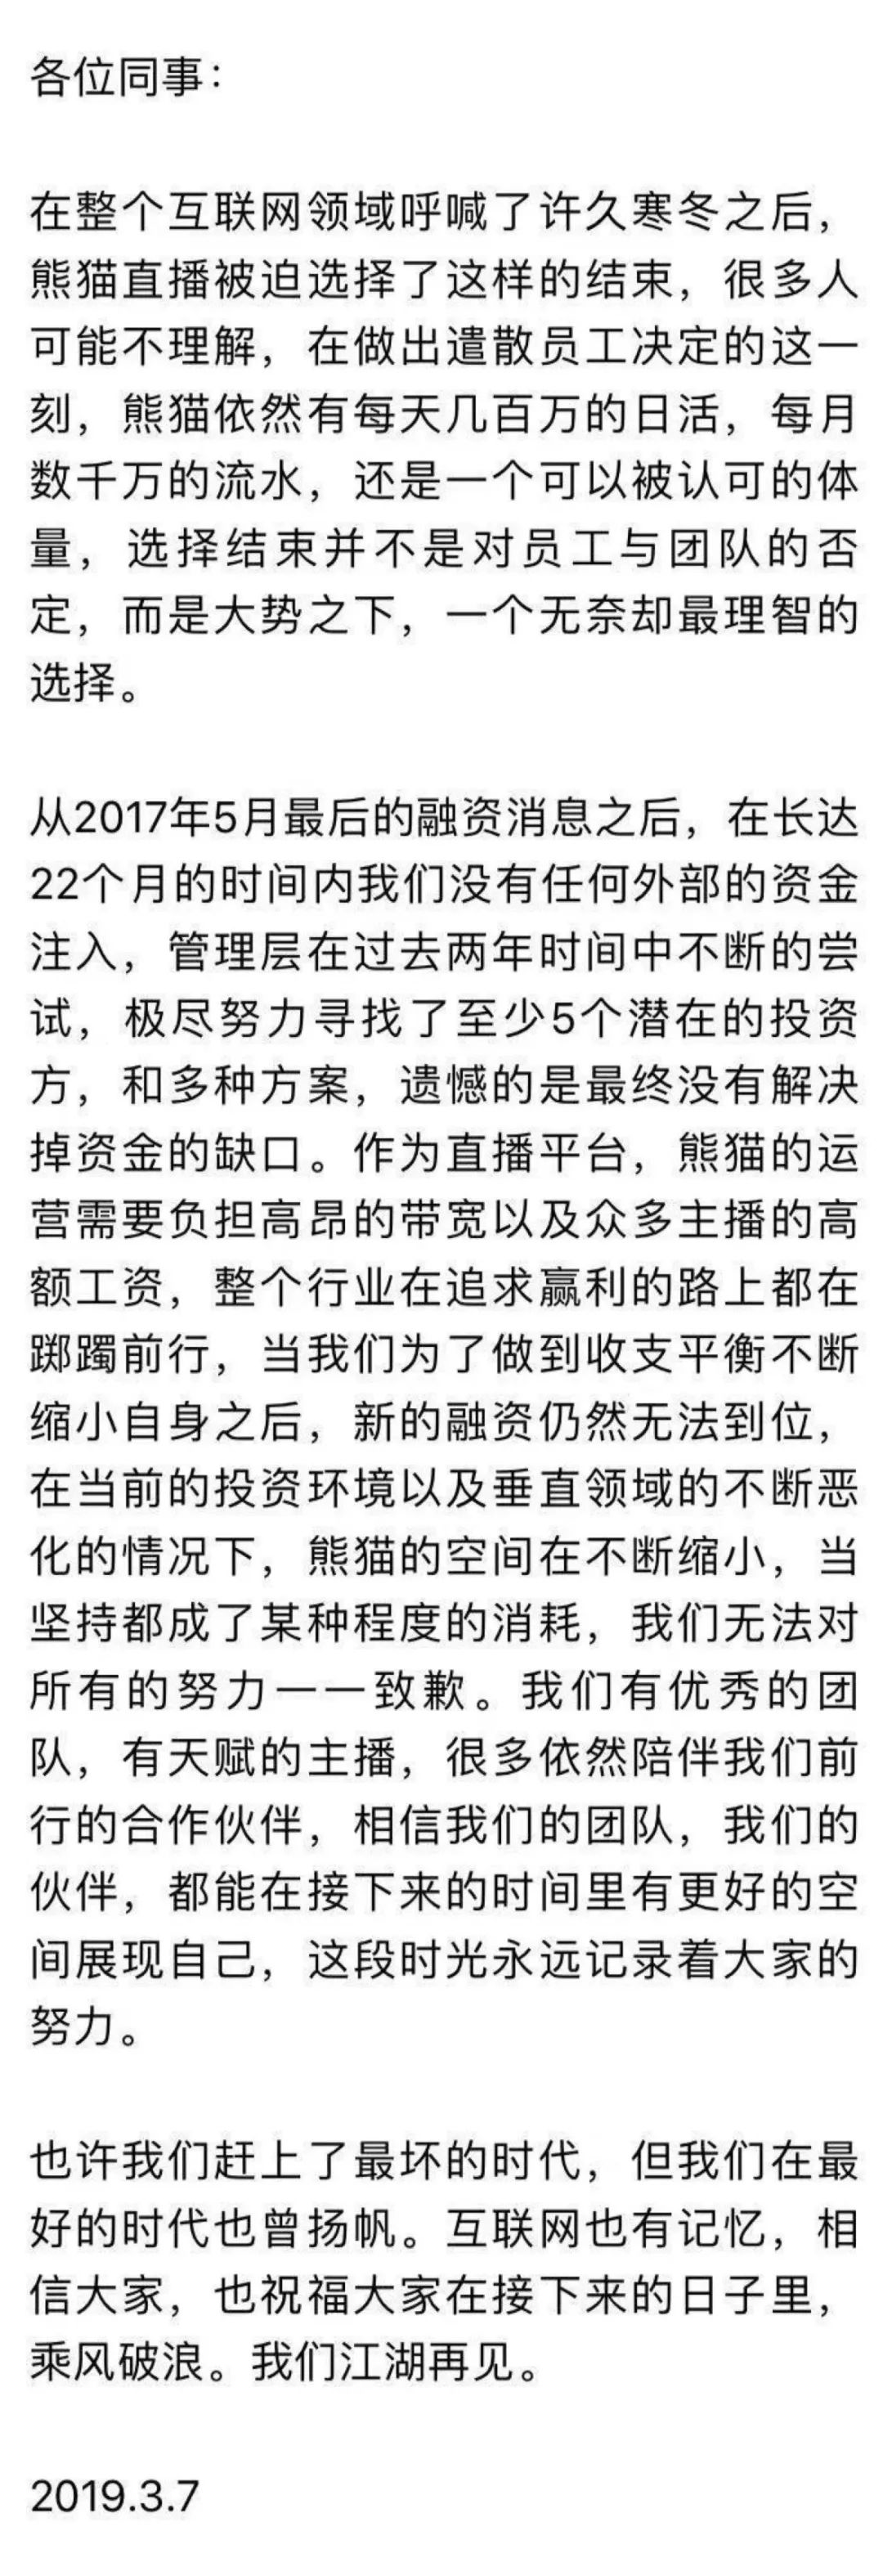 各位同事：
在整个互联网领域呼喊了许久寒冬之后，
熊猫直播被迫选择了这样的结束，很多人
可能不理解，在做出遣散员工决定的这一
刻，熊猫依然有每天几百万的日活，每月
数千万的流水，还是一个可以被认可的体
量，选择结束并不是对员工与团队的否
定，而是大势之下，一个无奈却最理智的
选择。
从2017年5月最后的融资消息之后，在长达
22个月的时间内我们没有任何外部的资金
注入，管理层在过去两年时间中不断的尝
试，极尽努力寻找了至少5个潜在的投资
方，和多种方案，遗憾的是最终没有解决
掉资金的缺口。作为直播平台，熊猫的运
营需要负担高昂的带宽以及众多主播的高
额工资，整个行业在追求赢利的路上都在
踯躅前行，当我们为了做到收支平衡不断
缩小自身之后，新的融资仍然无法到位，
在当前的投资环境以及垂直领域的不断恶
化的情况下，熊猫的空间在不断缩小，当
坚持都成了某种程度的消耗，我们无法对
所有的努力一一致歉。我们有优秀的团
队，有天赋的主播，很多依然陪伴我们前
行的合作伙伴，相信我们的团队，我们的
伙伴，都能在接下来的时间里有更好的空
间展现自己，这段时光永远记录着大家的
努力。
也许我们赶上了最坏的时代，但我们在最
好的时代也曾扬帆。互联网也有记忆，相
信大家，也祝福大家在接下来的日子里，
乘风破浪。我们江湖再见。
2019.3.7